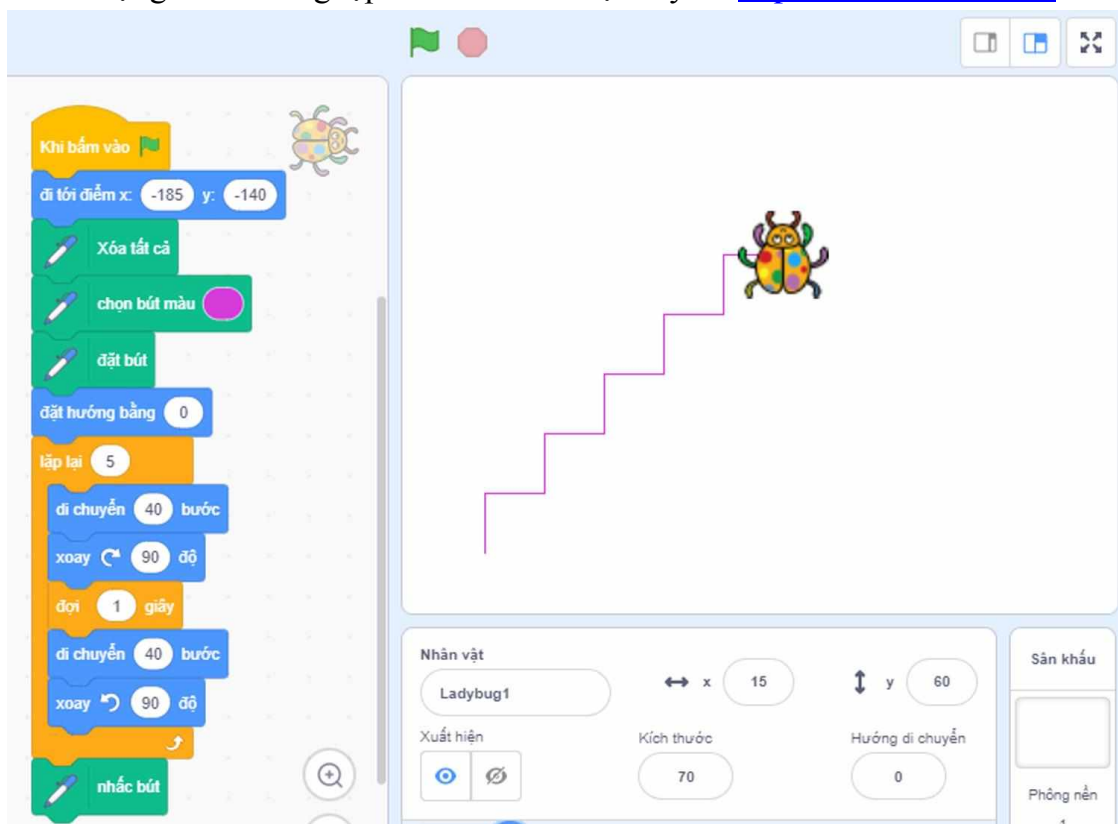 Khi bấm vào
đi tới điểm x: -185 y: -140
Xóa tất cả
chọn bút màu
đặt bút
đặt hướng bằng 0
lặp lại 5
di chuyển 40 bước
xoay 90 độ
đợi 1 giây
di chuyển 40 bước
xoay 90 độ
nhấc bút
Nhân vật
Ladybug1
x 15
y 60
Xuất hiện
Kích thước
70
Hướng di chuyển
0
Sân khấu
Phông nền